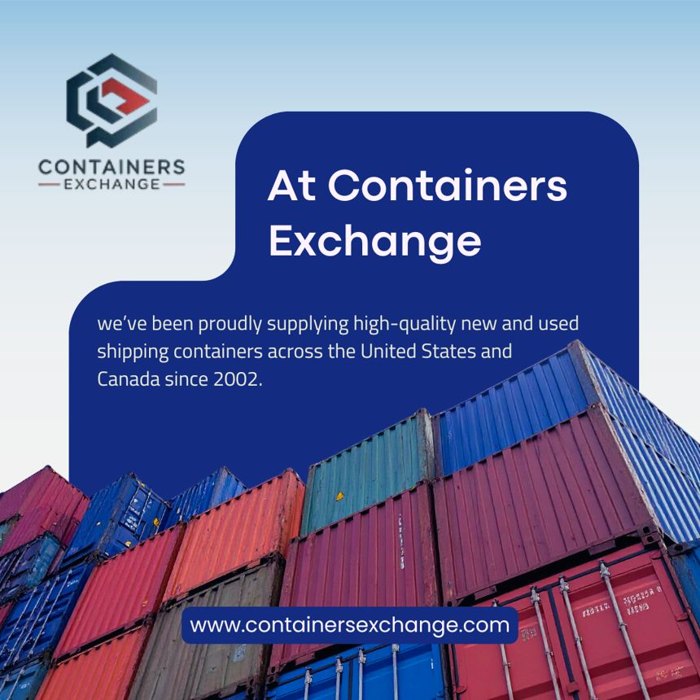 CONTAINERS
EXCHANGE
At Containers
Exchange
we've been proudly supplying high-quality new and used
shipping containers across the United States and
Canada since 2002.
www.containersexchange.com